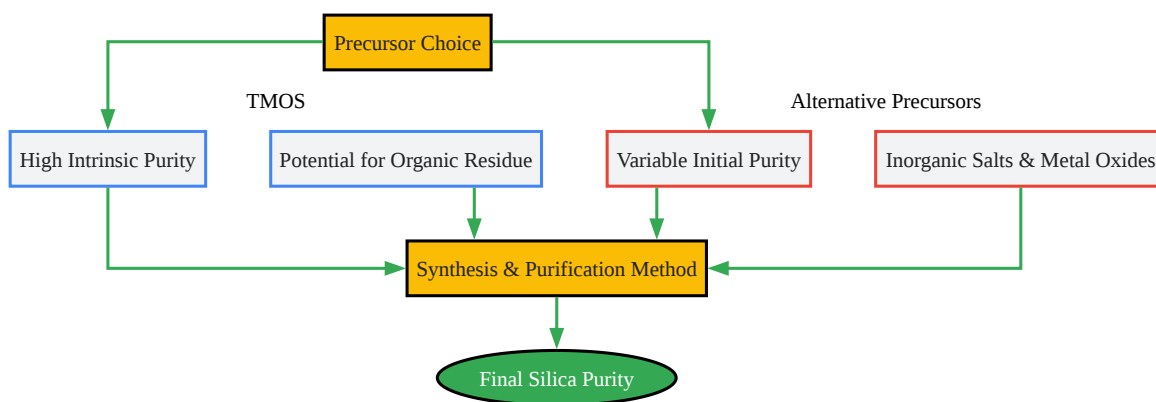 Precursor Choice
TMOS
Alternative Precursors
High Intrinsic Purity
Potential for Organic Residue
Variable Initial Purity
Inorganic Salts & Metal Oxides
Synthesis & Purification Method
Final Silica Purity